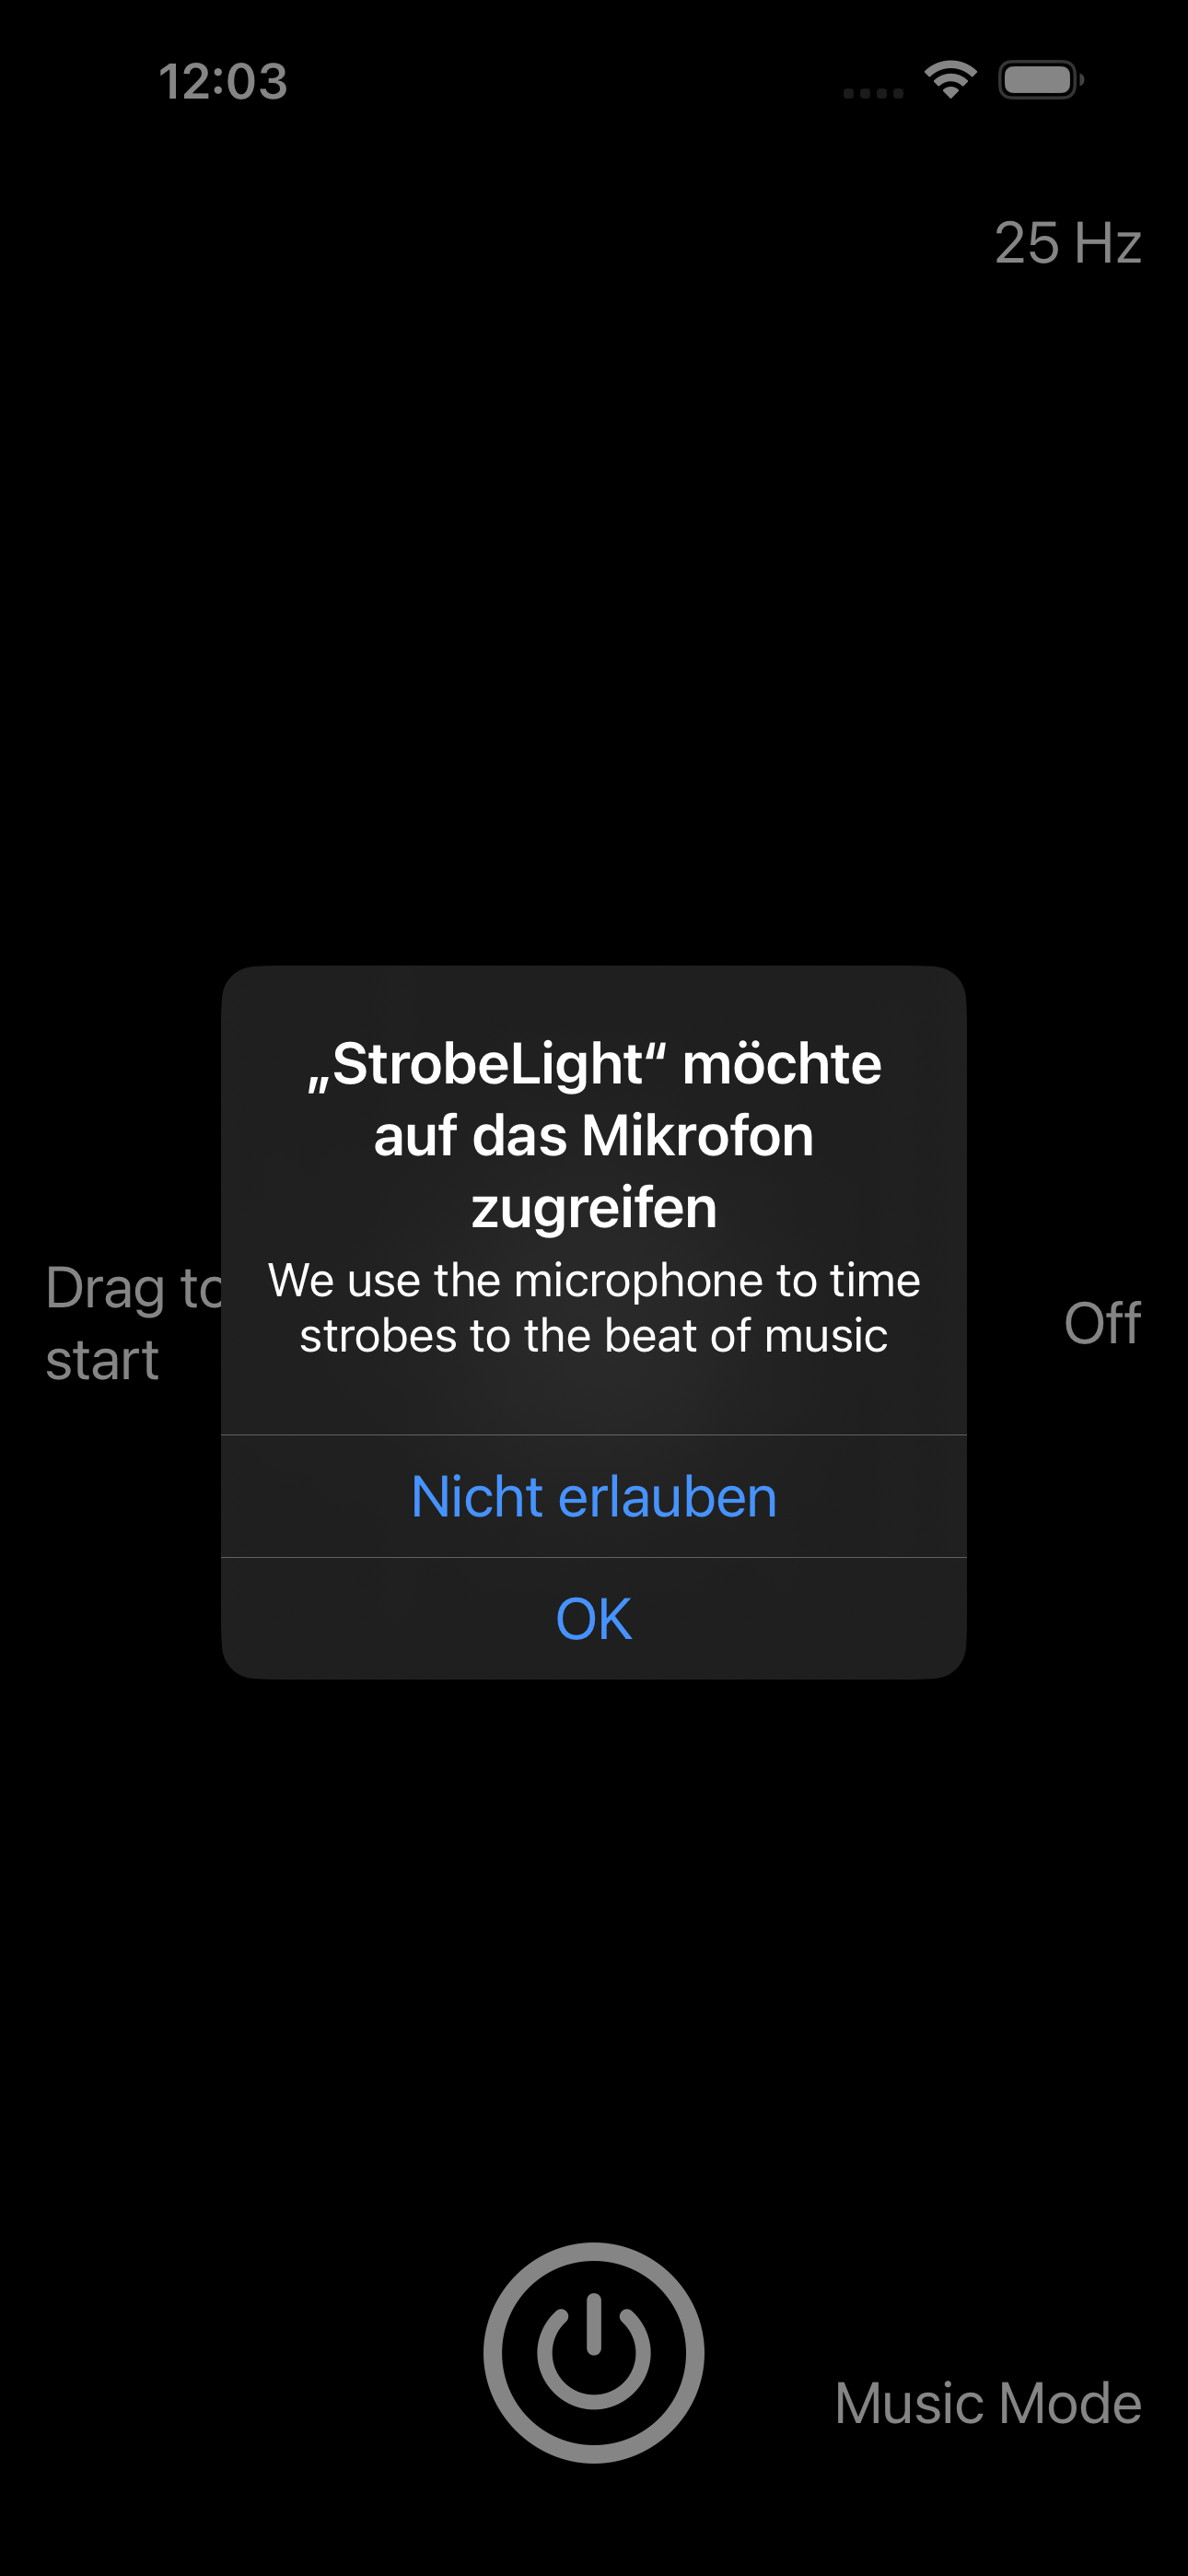 12:03
25 Hz
„StrobeLight“ möchte
auf das Mikrofon
zugreifen
We use the microphone to time
strobes to the beat of music
Drag to
start
Off
Nicht erlauben
OK
Music Mode